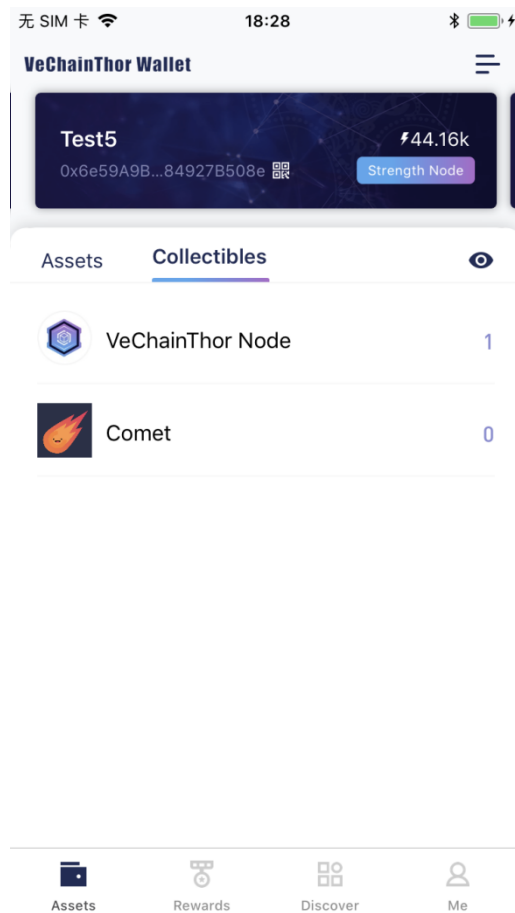 无 SIM 卡 18:28
VeChainThor Wallet
Test5 44.16k
0x6e59A9B...84927B508e Strength Node
Assets Collectibles
VeChainThor Node 1
Comet 0
Assets Rewards Discover Me